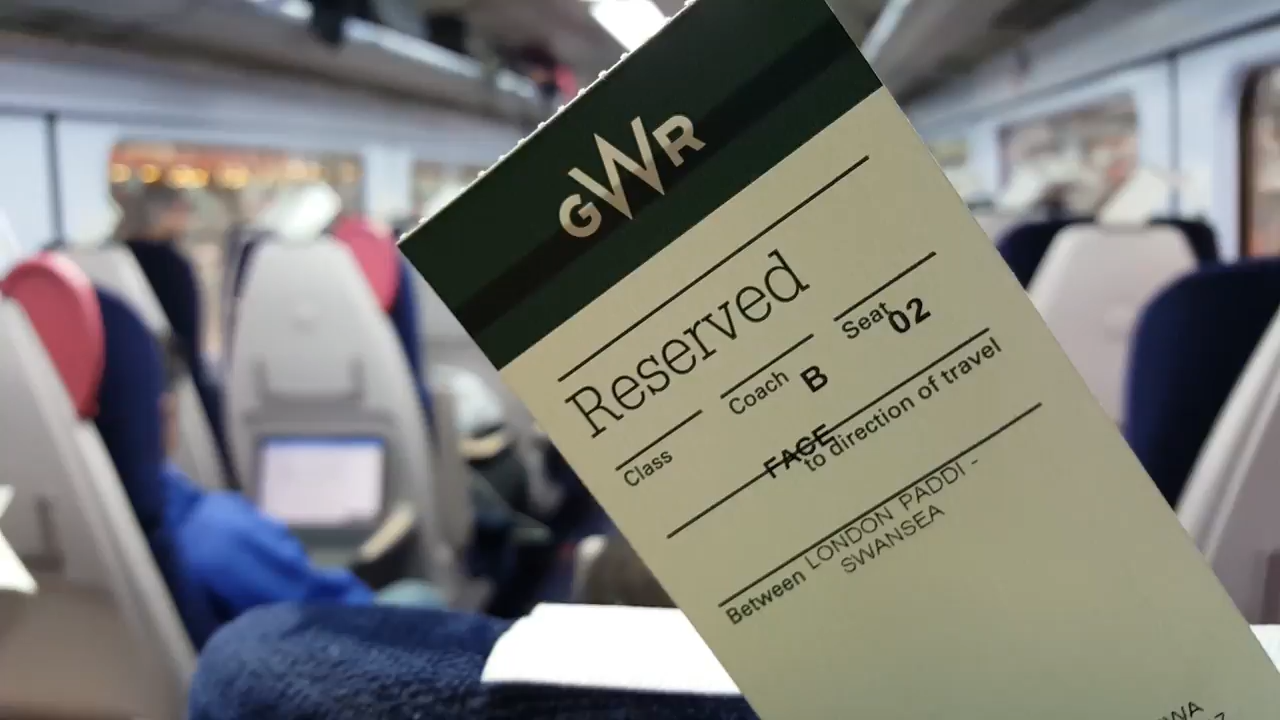 GWR
Reserved
Class Coach B Seat 02
FACE
to direction of travel
Between LONDON PADDI -
SWANSEA